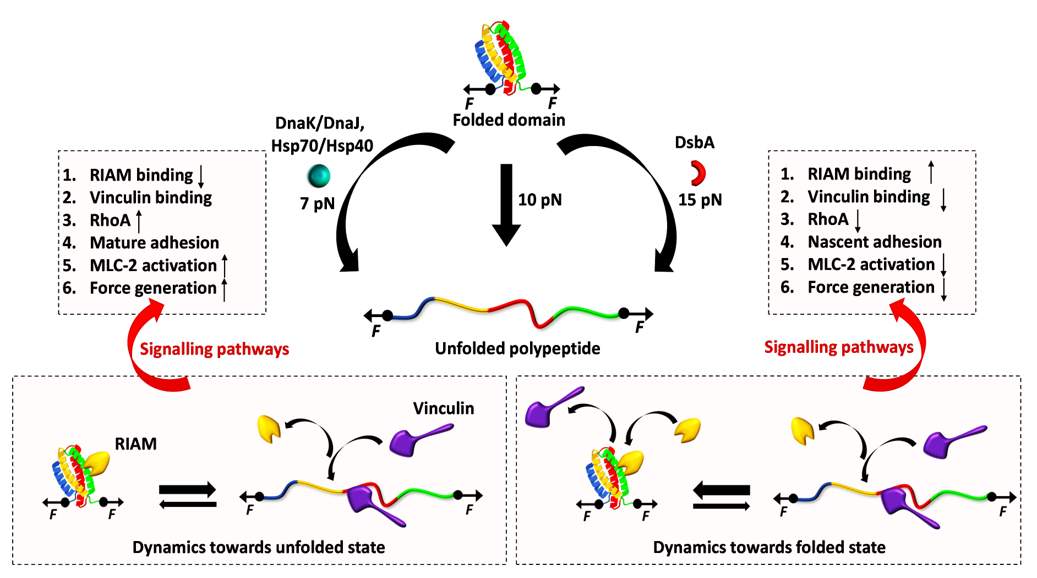 F
F
Folded domain
DnaK/DnaJ,
Hsp70/Hsp40
7 pN
10 pN
DsbA
15 pN
1. RIAM binding ↓
2. Vinculin binding
3. RhoA ↑
4. Mature adhesion
5. MLC-2 activation ↑
6. Force generation ↑
1. RIAM binding ↑
2. Vinculin binding ↓
3. RhoA ↓
4. Nascent adhesion
5. MLC-2 activation ↓
6. Force generation ↓
F
F
Unfolded polypeptide
Signalling pathways
Signalling pathways
RIAM
Vinculin
F
F
F
F
Dynamics towards unfolded state
F
F
F
F
Dynamics towards folded state